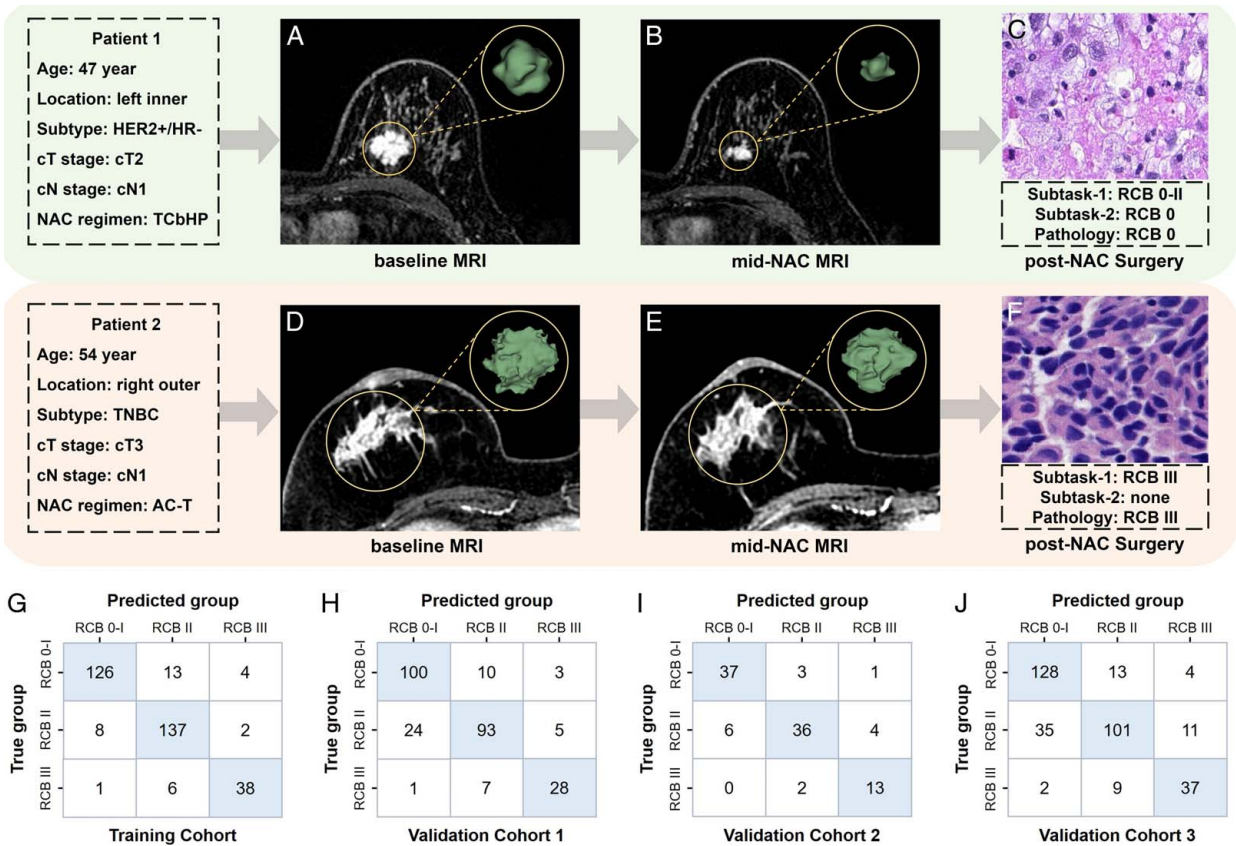 Patient 1
Age: 47 year
Location: left inner
Subtype: HER2+/HR-
cT stage: cT2
cN stage: cN1
NAC regimen: TCbHP
A
baseline MRI
B
mid-NAC MRI
C
Subtask-1: RCB 0-II
Subtask-2: RCB 0
Pathology: RCB 0
post-NAC Surgery
Patient 2
Age: 54 year
Location: right outer
Subtype: TNBC
cT stage: cT3
cN stage: cN1
NAC regimen: AC-T
D
baseline MRI
E
mid-NAC MRI
F
Subtask-1: RCB III
Subtask-2: none
Pathology: RCB III
post-NAC Surgery
G
Predicted group
RCB 0-I RCB II RCB III
True group
RCB 0-I 126 13 4
RCB II 8 137 2
RCB III 1 6 38
Training Cohort
H
Predicted group
RCB 0-I RCB II RCB III
True group
RCB 0-I 100 10 3
RCB II 24 93 5
RCB III 1 7 28
Validation Cohort 1
I
Predicted group
RCB 0-I RCB II RCB III
True group
RCB 0-I 37 3 1
RCB II 6 36 4
RCB III 0 2 13
Validation Cohort 2
J
Predicted group
RCB 0-I RCB II RCB III
True group
RCB 0-I 128 13 4
RCB II 35 101 11
RCB III 2 9 37
Validation Cohort 3